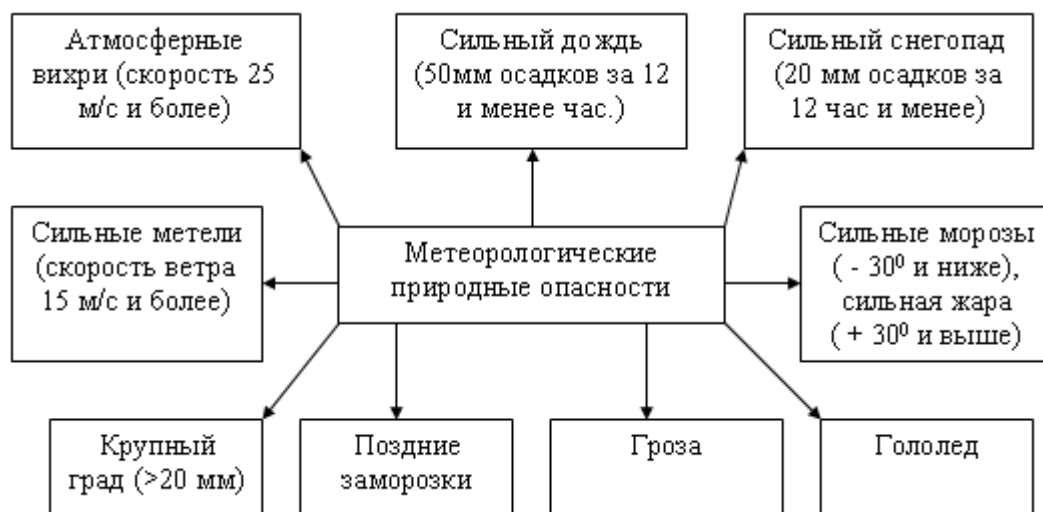 Атмосферные
вихри (скорость 25
м/с и более)
Сильный дождь
(50мм осадков за 12
и менее час.)
Сильный снегопад
(20 мм осадков за
12 час и менее)
Сильные метели
(скорость ветра
15 м/с и более)
Метеорологические
природные опасности
Сильные морозы
( - 30⁰ и ниже),
сильная жара
( + 30⁰ и выше)
Крупный
град (>20 мм)
Поздние
заморозки
Гроза
Гололед